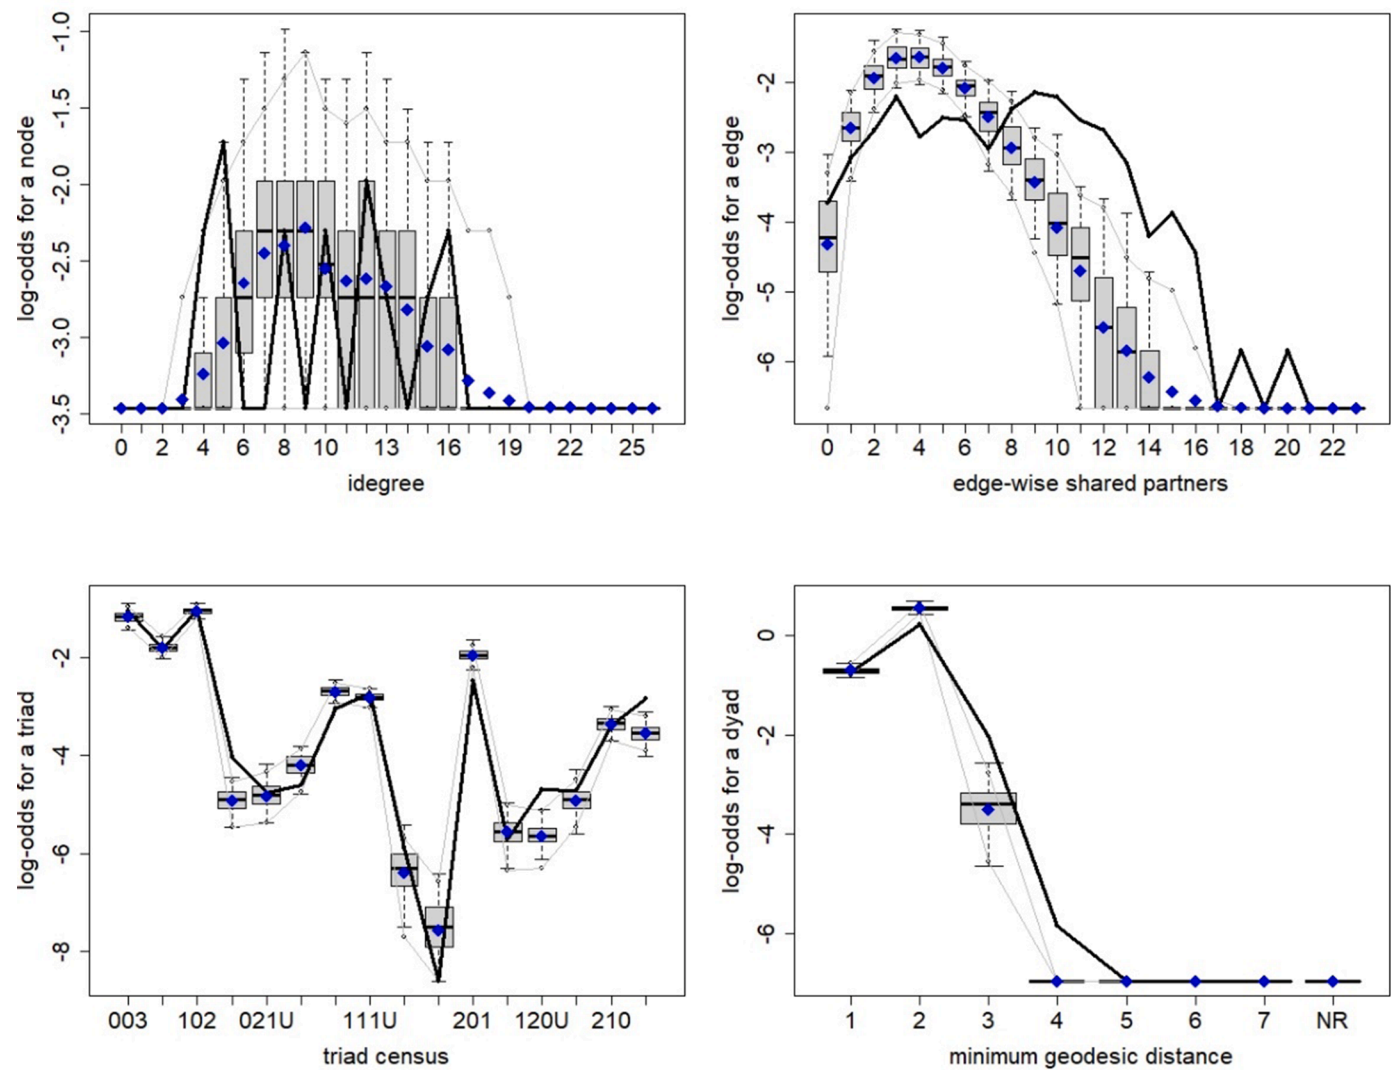 log-odds for a node
-1.0
-1.5
-2.0
-2.5
-3.0
-3.5
0 2 4 6 8 10 13 16 19 22 25
idegree
log-odds for a edge
-2
-3
-4
-5
-6
0 2 4 6 8 10 12 14 16 18 20 22
edge-wise shared partners
log-odds for a triad
-2
-4
-6
-8
003 102 021U 111U 201 120U 210
triad census
log-odds for a dyad
0
-2
-4
-6
1 2 3 4 5 6 7 NR
minimum geodesic distance